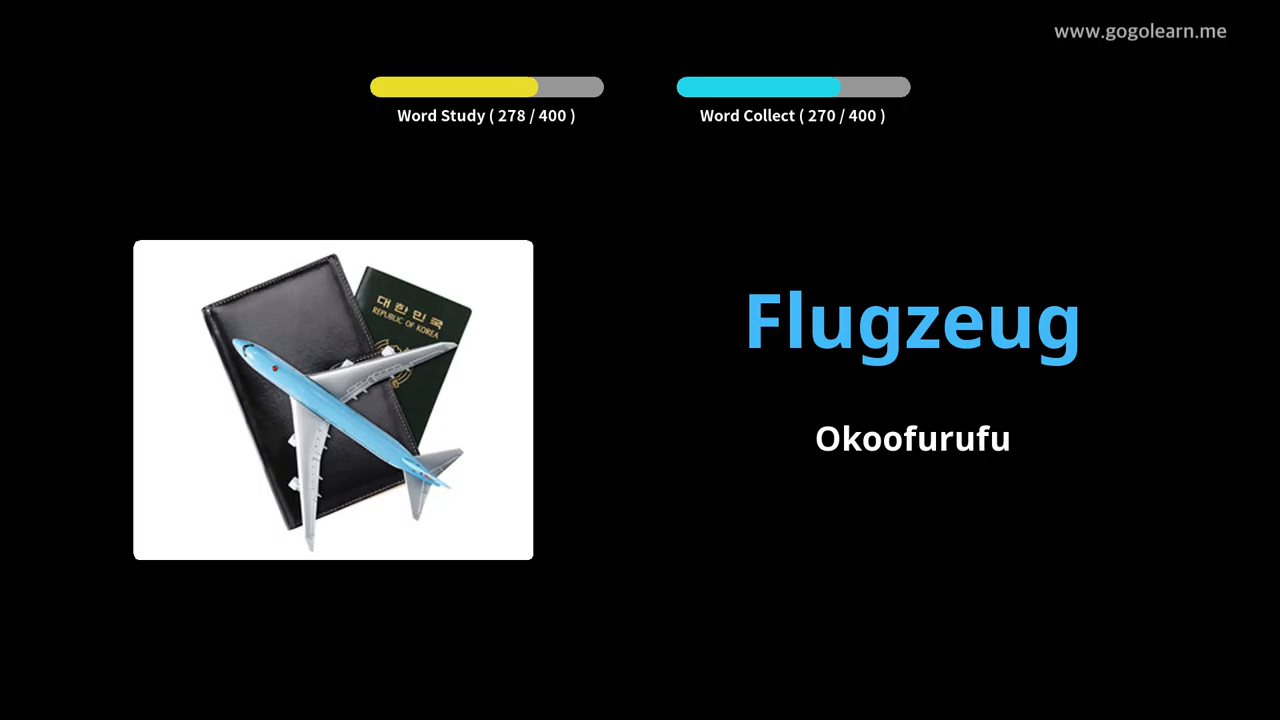 www.gogolearn.me
Word Study ( 278 / 400 )
Word Collect ( 270 / 400 )
대한민국
REPUBLIC OF KOREA
Flugzeug
Okoofurufu